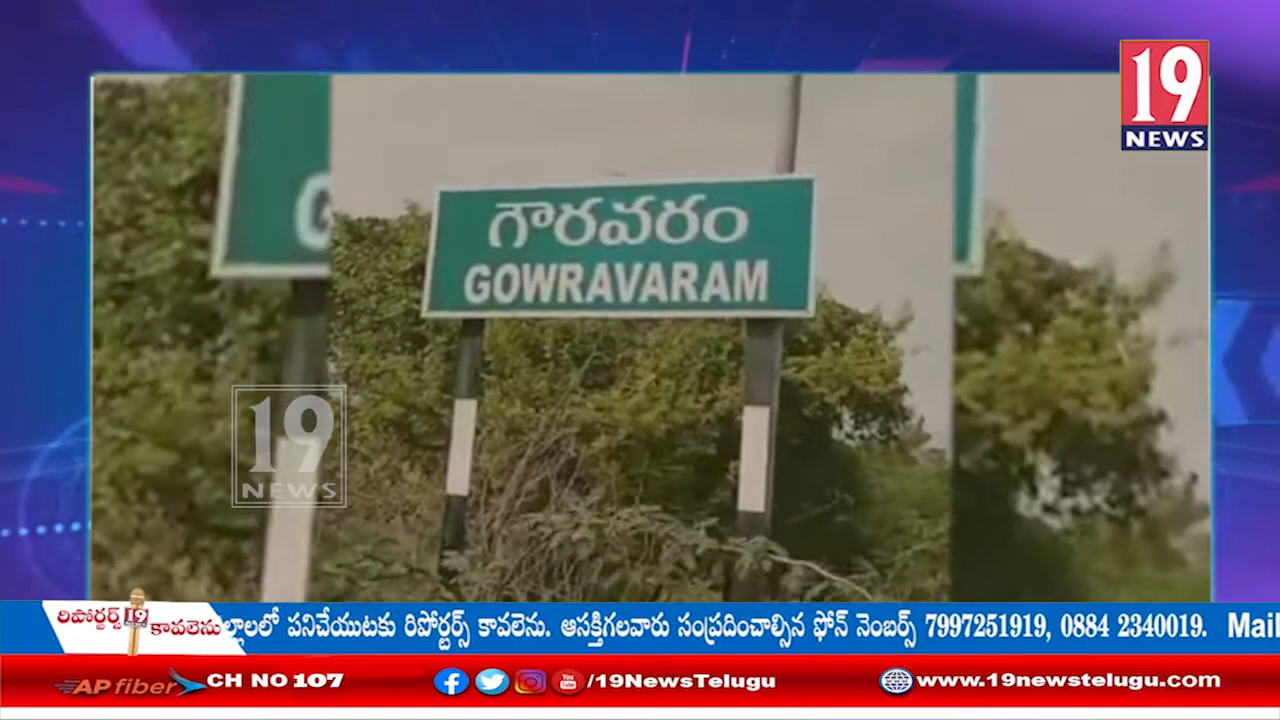 19
NEWS
G
గౌరవరం
GOWRAVARAM
19
NEWS
రిపోర్టర్స్ 19
కావలెను
ల్లాలలో పనిచేయుటకు రిపోర్టర్స్ కావలెను. ఆసక్తిగలవారు సంప్రదించాల్సిన ఫోన్ నెంబర్స్ 7997251919, 0884 2340019. Mail
AP fiber CH NO 107
/19NewsTelugu
www.19newstelugu.com